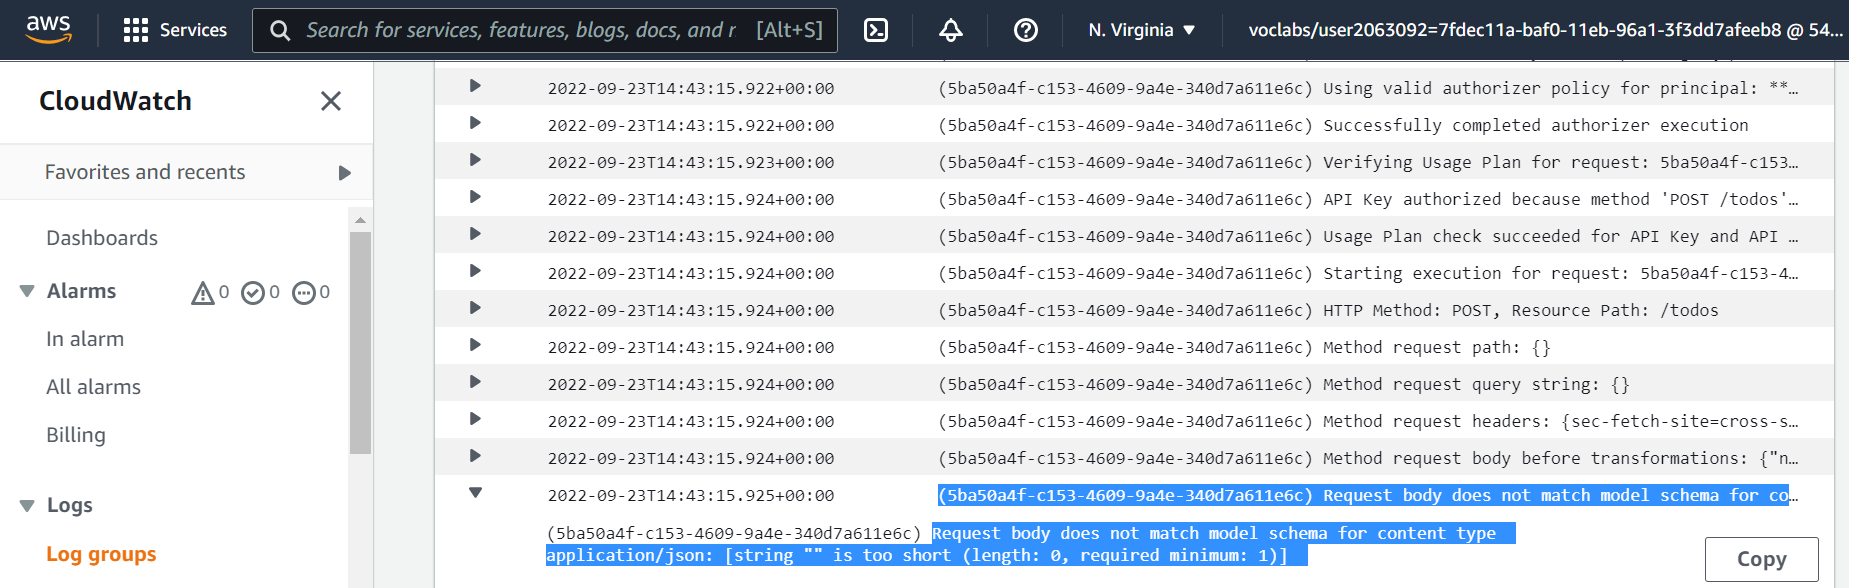 aws
Services
Search for services, features, blogs, docs, and r
[Alt+S]
N. Virginia
voclabs/user2063092=7fdec11a-baf0-11eb-96a1-3f3dd7afeeb8 @ 54...
CloudWatch
Favorites and recents
Dashboards
Alarms 0 0 0
In alarm
All alarms
Billing
Logs
Log groups
2022-09-23T14:43:15.922+00:00 (5ba50a4f-c153-4609-9a4e-340d7a611e6c) Using valid authorizer policy for principal: **…
2022-09-23T14:43:15.922+00:00 (5ba50a4f-c153-4609-9a4e-340d7a611e6c) Successfully completed authorizer execution
2022-09-23T14:43:15.923+00:00 (5ba50a4f-c153-4609-9a4e-340d7a611e6c) Verifying Usage Plan for request: 5ba50a4f-c153…
2022-09-23T14:43:15.924+00:00 (5ba50a4f-c153-4609-9a4e-340d7a611e6c) API Key authorized because method 'POST /todos'…
2022-09-23T14:43:15.924+00:00 (5ba50a4f-c153-4609-9a4e-340d7a611e6c) Usage Plan check succeeded for API Key and API …
2022-09-23T14:43:15.924+00:00 (5ba50a4f-c153-4609-9a4e-340d7a611e6c) Starting execution for request: 5ba50a4f-c153-4…
2022-09-23T14:43:15.924+00:00 (5ba50a4f-c153-4609-9a4e-340d7a611e6c) HTTP Method: POST, Resource Path: /todos
2022-09-23T14:43:15.924+00:00 (5ba50a4f-c153-4609-9a4e-340d7a611e6c) Method request path: {}
2022-09-23T14:43:15.924+00:00 (5ba50a4f-c153-4609-9a4e-340d7a611e6c) Method request query string: {}
2022-09-23T14:43:15.924+00:00 (5ba50a4f-c153-4609-9a4e-340d7a611e6c) Method request headers: {sec-fetch-site=cross-s…
2022-09-23T14:43:15.924+00:00 (5ba50a4f-c153-4609-9a4e-340d7a611e6c) Method request body before transformations: {"n…
2022-09-23T14:43:15.925+00:00 (5ba50a4f-c153-4609-9a4e-340d7a611e6c) Request body does not match model schema for co…
(5ba50a4f-c153-4609-9a4e-340d7a611e6c) Request body does not match model schema for content type
application/json: [string "" is too short (length: 0, required minimum: 1)]
Copy